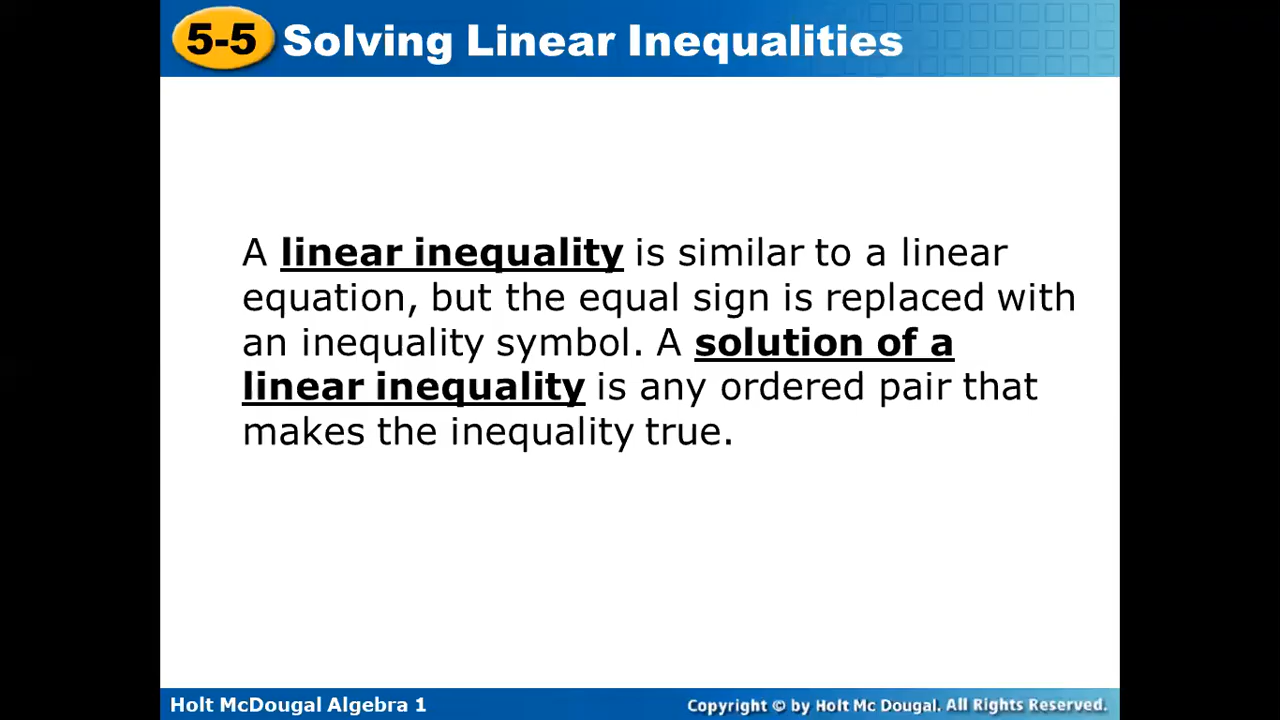 5-5 Solving Linear Inequalities
A linear inequality is similar to a linear
equation, but the equal sign is replaced with
an inequality symbol. A solution of a
linear inequality is any ordered pair that
makes the inequality true.
Holt McDougal Algebra 1
Copyright © by Holt Mc Dougal. All Rights Reserved.